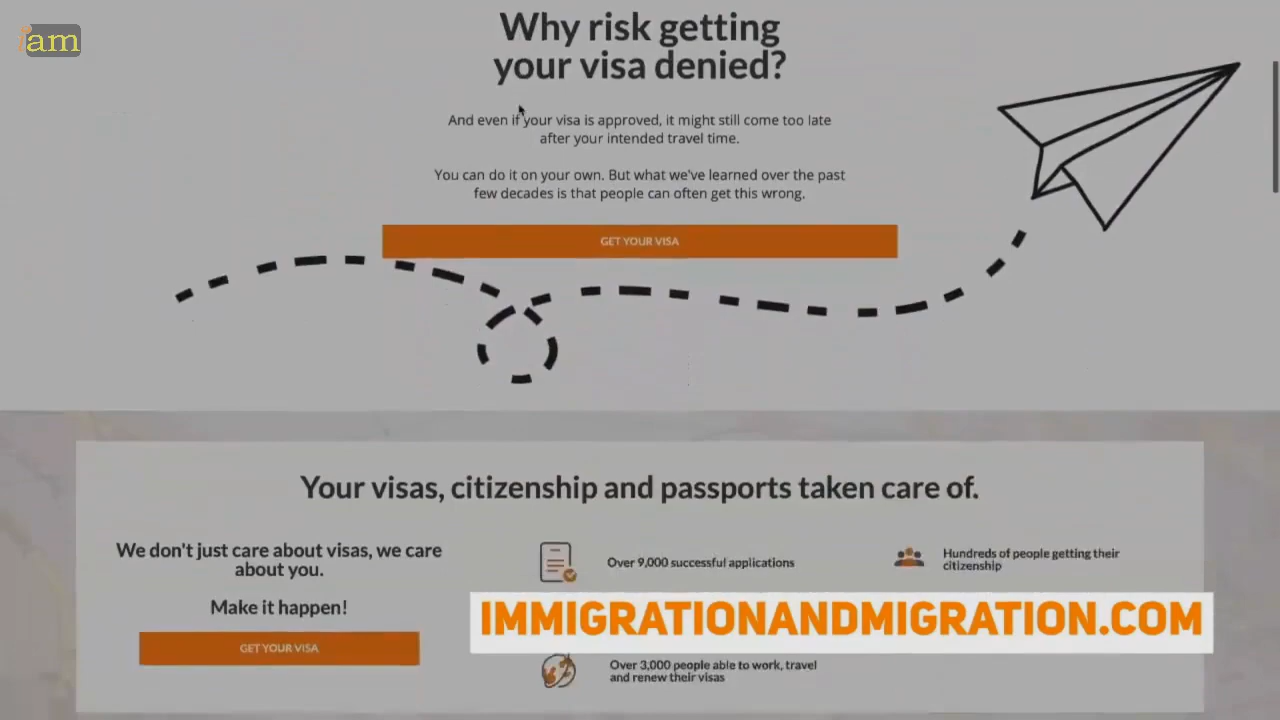 iam
Why risk getting
your visa denied?
And even if your visa is approved, it might still come too late
after your intended travel time.
You can do it on your own. But what we've learned over the past
few decades is that people can often get this wrong.
GET YOUR VISA
Your visas, citizenship and passports taken care of.
We don't just care about visas, we care
about you.
Make it happen!
GET YOUR VISA
Over 9,000 successful applications
Hundreds of people getting their
citizenship
IMMIGRATIONANDMIGRATION.COM
Over 3,000 people able to work, travel
and renew their visas